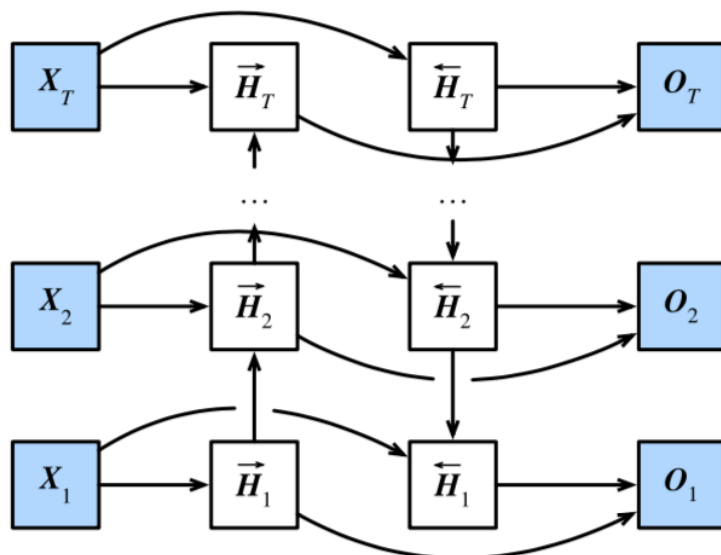 X_T →H_T ←H_T O_T
... ...
X_2 →H_2 ←H_2 O_2
X_1 →H_1 ←H_1 O_1